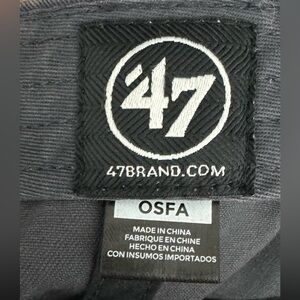 '47
47BRAND.COM
OSFA
MADE IN CHINA
FABRIQUE EN CHINE
HECHO EN CHINA
CON INSUMOS IMPORTADOS